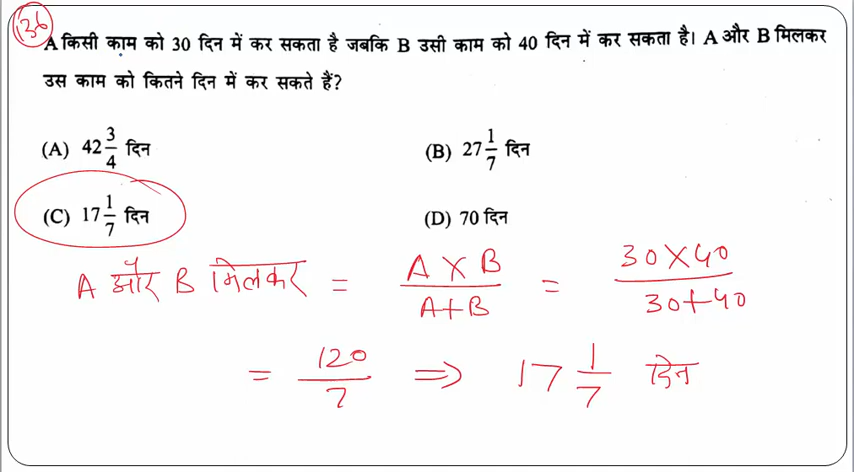 136
A किसी काम को 30 दिन में कर सकता है जबकि B उसी काम को 40 दिन में कर सकता है। A और B मिलकर
उस काम को कितने दिन में कर सकते हैं?
(A) 42 3/4 दिन
(B) 27 1/7 दिन
(C) 17 1/7 दिन
(D) 70 दिन
A और B मिलकर = A × B / A+B = 30 × 40 / 30+40
= 120/7 ⇒ 17 1/7 दिन